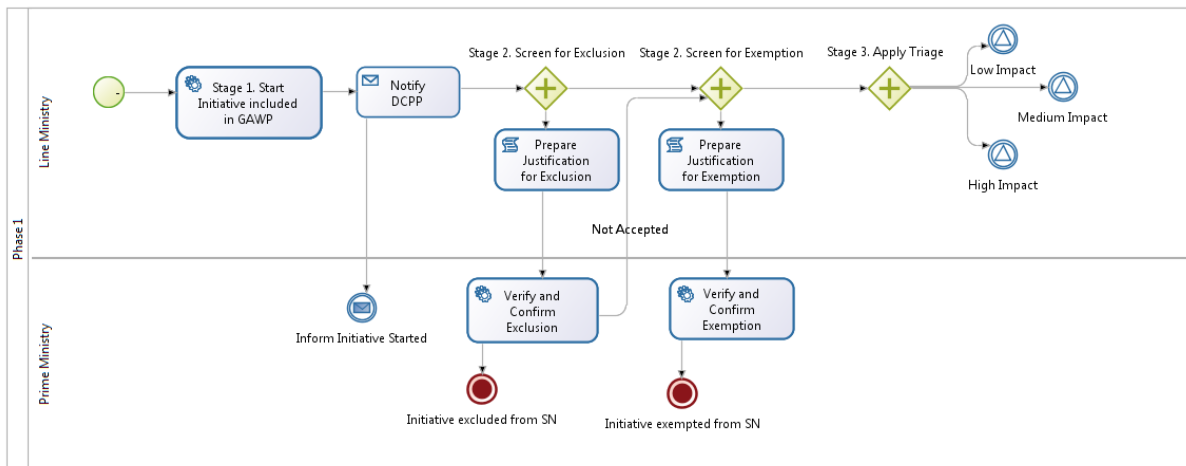 Phase 1
Line Ministry
Stage 1. Start
Initiative included
in GAWP
Notify
DCPP
Stage 2. Screen for Exclusion
Stage 2. Screen for Exemption
Stage 3. Apply Triage
Low Impact
Medium Impact
High Impact
Prepare
Justification
for Exclusion
Prepare
Justification
for Exemption
Not Accepted
Prime Ministry
Inform Initiative Started
Verify and
Confirm
Exclusion
Verify and
Confirm
Exemption
Initiative excluded from SN
Initiative exempted from SN